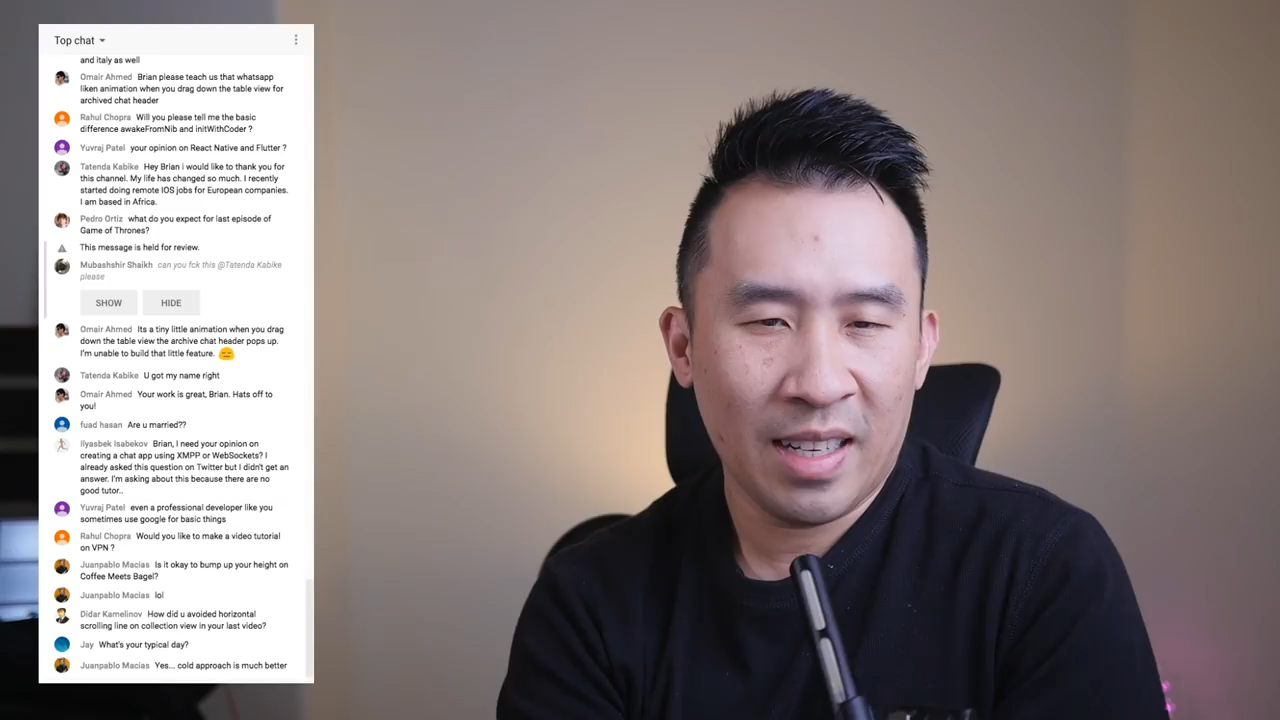 Top chat
and italy as well
Omair Ahmed Brian please teach us that whatsapp
liken animation when you drag down the table view for
archived chat header
Rahul Chopra Will you please tell me the basic
difference awakeFromNib and initWithCoder ?
Yuvraj Patel your opinion on React Native and Flutter ?
Tatenda Kabike Hey Brian i would like to thank you for
this channel. My life has changed so much. I recently
started doing remote IOS jobs for European companies.
I am based in Africa.
Pedro Ortiz what do you expect for last episode of
Game of Thrones?
This message is held for review.
Mubashshir Shaikh can you fck this @Tatenda Kabike
please
SHOW HIDE
Omair Ahmed Its a tiny little animation when you drag
down the table view the archive chat header pops up.
I'm unable to build that little feature. 😔
Tatenda Kabike U got my name right
Omair Ahmed Your work is great, Brian. Hats off to
you!
fuad hasan Are u married??
Ilyasbek Isabekov Brian, I need your opinion on
creating a chat app using XMPP or WebSockets? I
already asked this question on Twitter but I didn't get an
answer. I'm asking about this because there are no
good tutor..
Yuvraj Patel even a professional developer like you
sometimes use google for basic things
Rahul Chopra Would you like to make a video tutorial
on VPN ?
Juanpablo Macias Is it okay to bump up your height on
Coffee Meets Bagel?
Juanpablo Macias lol
Didar Kamelinov How did u avoided horizontal
scrolling line on collection view in your last video?
Jay What's your typical day?
Juanpablo Macias Yes... cold approach is much better